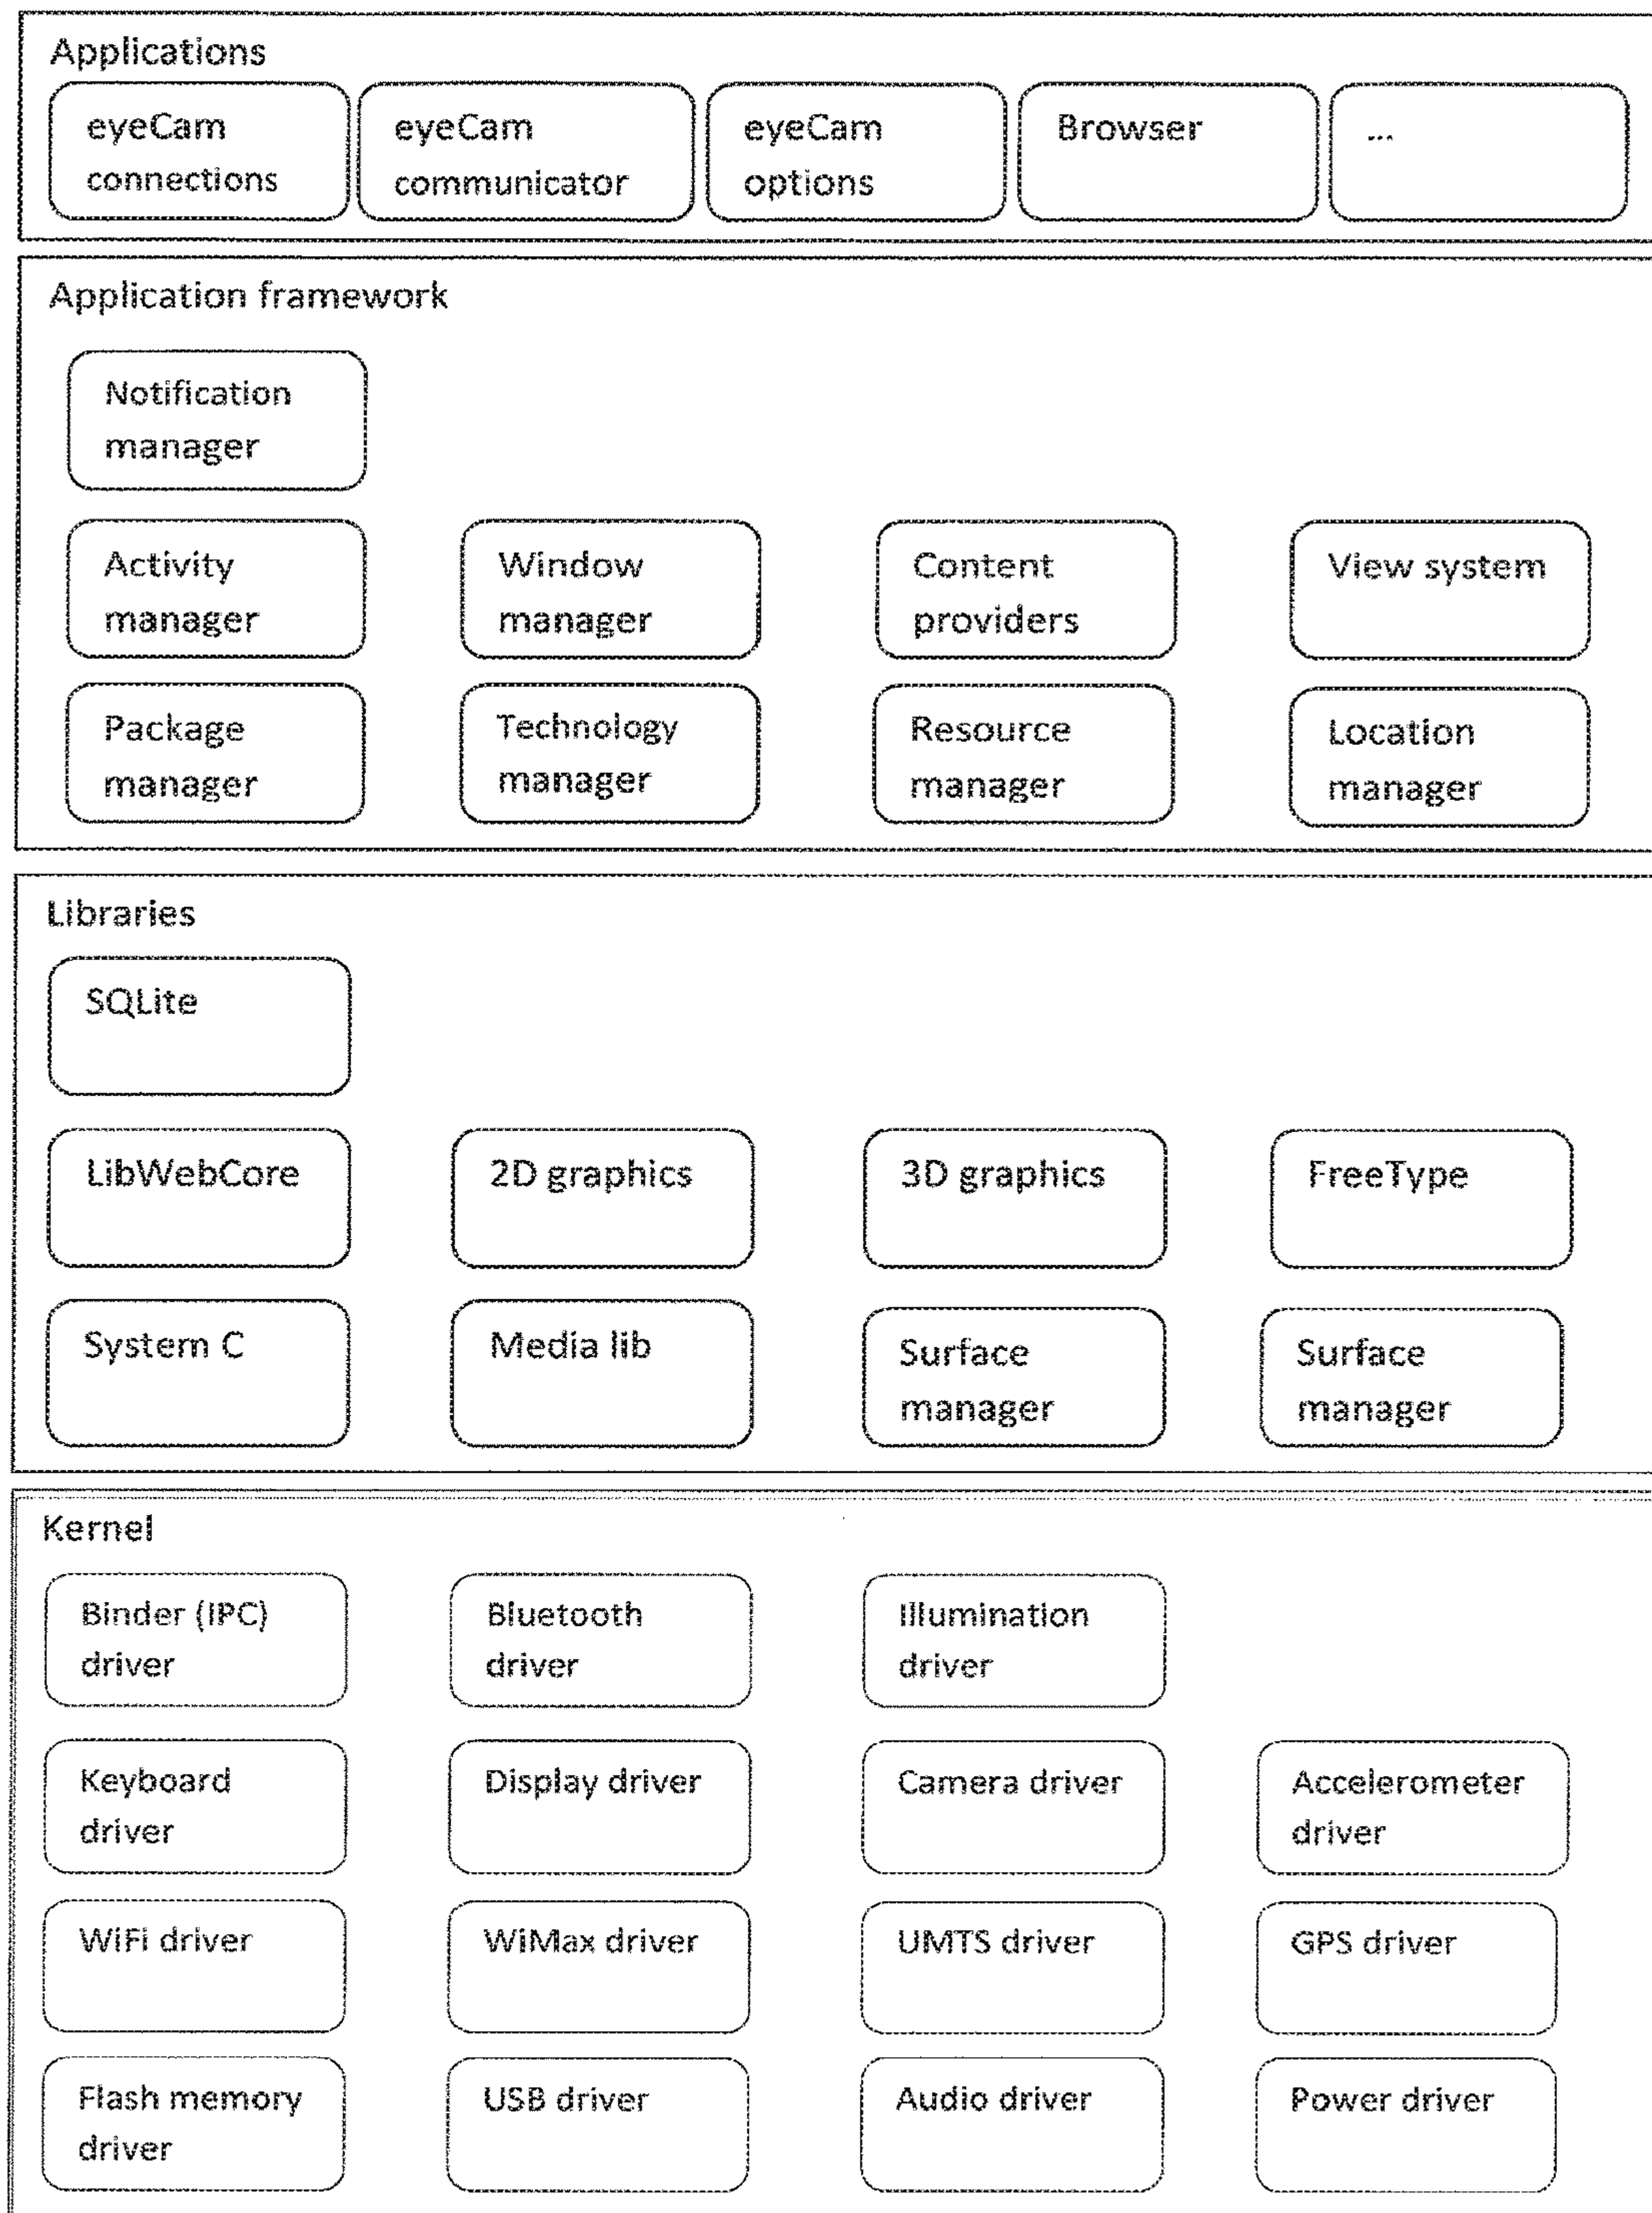 Applications
eyeCam
connections
eyeCam
communicator
eyeCam
options
Browser
...
Application framework
Notification
manager
Activity
manager
Window
manager
Content
providers
View system
Package
manager
Technology
manager
Resource
manager
Location
manager
Libraries
SQLite
LibWebCore
2D graphics
3D graphics
FreeType
System C
Media lib
Surface
manager
Surface
manager
Kernel
Binder (IPC)
driver
Bluetooth
driver
Illumination
driver
Keyboard
driver
Display driver
Camera driver
Accelerometer
driver
WiFi driver
WiMax driver
UMTS driver
GPS driver
Flash memory
driver
USB driver
Audio driver
Power driver